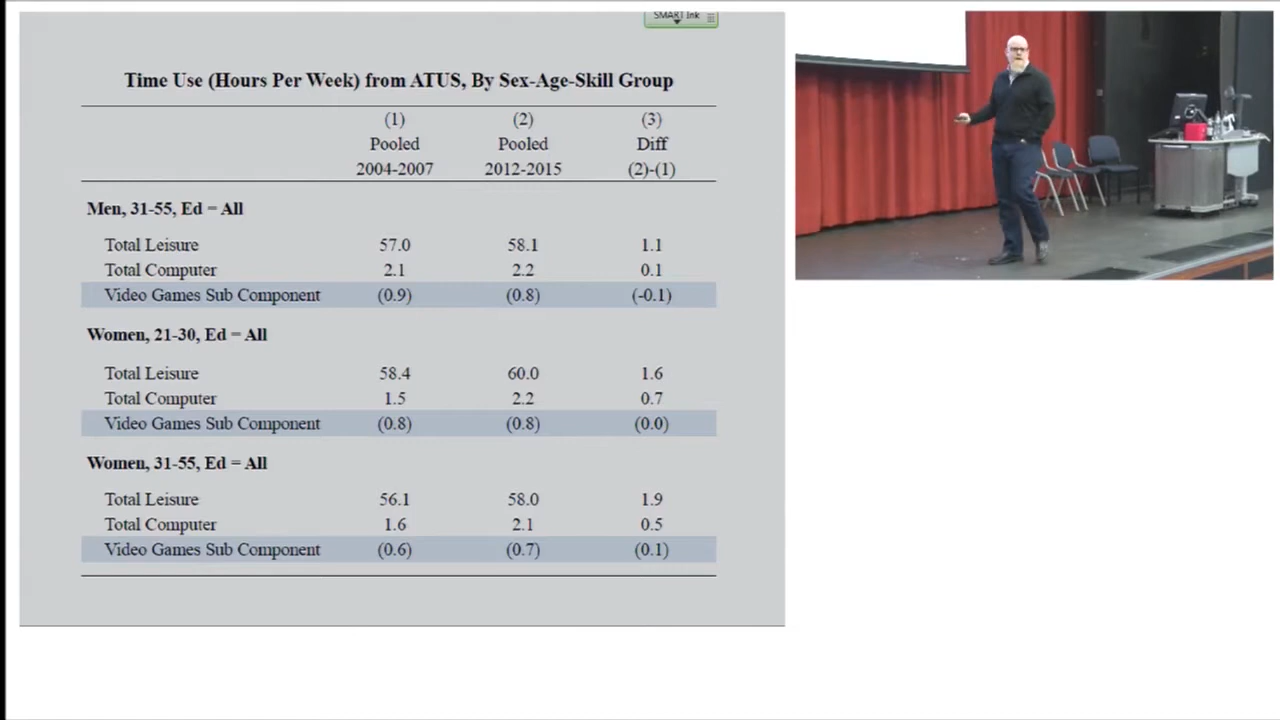 SMART Ink
Time Use (Hours Per Week) from ATUS, By Sex-Age-Skill Group
(1) (2) (3)
Pooled Pooled Diff
2004-2007 2012-2015 (2)-(1)
Men, 31-55, Ed = All
Total Leisure 57.0 58.1 1.1
Total Computer 2.1 2.2 0.1
Video Games Sub Component (0.9) (0.8) (-0.1)
Women, 21-30, Ed = All
Total Leisure 58.4 60.0 1.6
Total Computer 1.5 2.2 0.7
Video Games Sub Component (0.8) (0.8) (0.0)
Women, 31-55, Ed = All
Total Leisure 56.1 58.0 1.9
Total Computer 1.6 2.1 0.5
Video Games Sub Component (0.6) (0.7) (0.1)